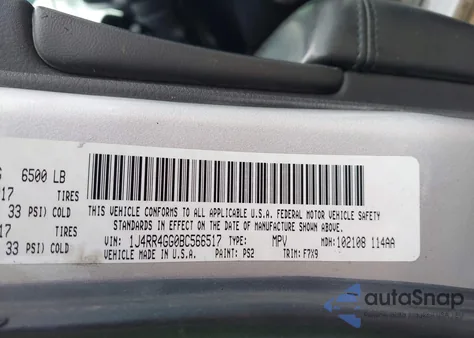 G 6500 LB
17 TIRES
33 PSI) COLD
17 TIRES
33 PSI) COLD
THIS VEHICLE CONFORMS TO ALL APPLICABLE U.S.A. FEDERAL MOTOR VEHICLE SAFETY
STANDARDS IN EFFECT ON THE DATE OF MANUFACTURE SHOWN ABOVE.
VIN: 1J4RR4GG0BC566517 TYPE: MPV MDH: 102108 114AA
MADE IN U.S.A. PAINT: PS2 TRIM: F7X9
autoSnap